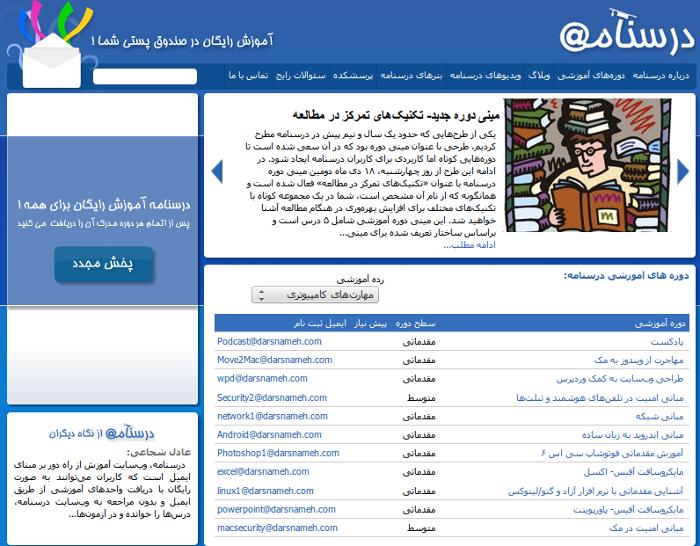 درسنامه@
آموزش رایگان در صندوق پستی شما !
درباره درسنامه دوره‌های آموزشی وبلاگ ویدیوهای درسنامه بنرهای درسنامه پرسشکده سئوالات رایج تماس با ما
مینی دوره جدید- تکنیک‌های تمرکز در مطالعه
یکی از طرح‌هایی که حدود یک سال و نیم پیش در درسنامه مطرح
کردیم، طرحی با عنوان مینی دوره بود که در آن سعی شده است تا
دوره‌هایی کوتاه اما کاربردی برای کاربران درسنامه ایجاد شود. در
ادامه این طرح از روز چهارشنبه، ۱۸ دی ماه دومین مینی دوره
درسنامه با عنوان «تکنیک‌های تمرکز در مطالعه» فعال شده است و
همانگونه که از نام آن مشخص است، شما در یک مجموعه کوتاه با
تکنیک‌های مختلف برای افزایش بهره‌وری در هنگام مطالعه آشنا
خواهید شد. این مینی دوره آموزشی شامل ۵ درس است و
براساس ساختار تعریف شده برای مینی...
ادامه مطلب...
درسنامه آموزش رایگان برای همه !
پس از اتمام هر دوره مدرک آن را دریافت می کنید
پخش مجدد
دوره های آموزشی درسنامه:
رده آموزشی
مهارت‌های کامپیوتری
دوره آموزشی سطح دوره پیش نیاز ایمیل ثبت نام
پادکست مقدماتی Podcast@darsnameh.com
مهاجرت از ویندوز به مک مقدماتی Move2Mac@darsnameh.com
طراحی وب‌سایت به کمک وردپرس مقدماتی wpd@darsnameh.com
مبانی امنیت در تلفن‌های هوشمند و تبلت‌ها متوسط Security2@darsnameh.com
مبانی شبکه مقدماتی network1@darsnameh.com
مبانی اندروید به زبان ساده مقدماتی Android@darsnameh.com
آموزش مقدماتی فوتوشاپ سی اس ۶ مقدماتی Photoshop1@darsnameh.com
مایکروسافت آفیس- اکسل مقدماتی excel@darsnameh.com
آشنایی مقدماتی با نرم افزار آزاد و گنو/لینوکس مقدماتی linux1@darsnameh.com
مایکروسافت آفیس- پاورپوینت مقدماتی powerpoint@darsnameh.com
مبانی امنیت در مک متوسط macsecurity@darsnameh.com
درسنامه@ از نگاه دیگران
عادل شجاعی:
درسنامه، وب‌سایت آموزش از راه دور بر مبنای
ایمیل است که کاربران می‌توانند به صورت
رایگان با دریافت واحدهای آموزشی از طریق
ایمیل و بدون مراجعه به وب‌سایت درسنامه،
درس‌ها را خوانده و در آزمون‌ها...